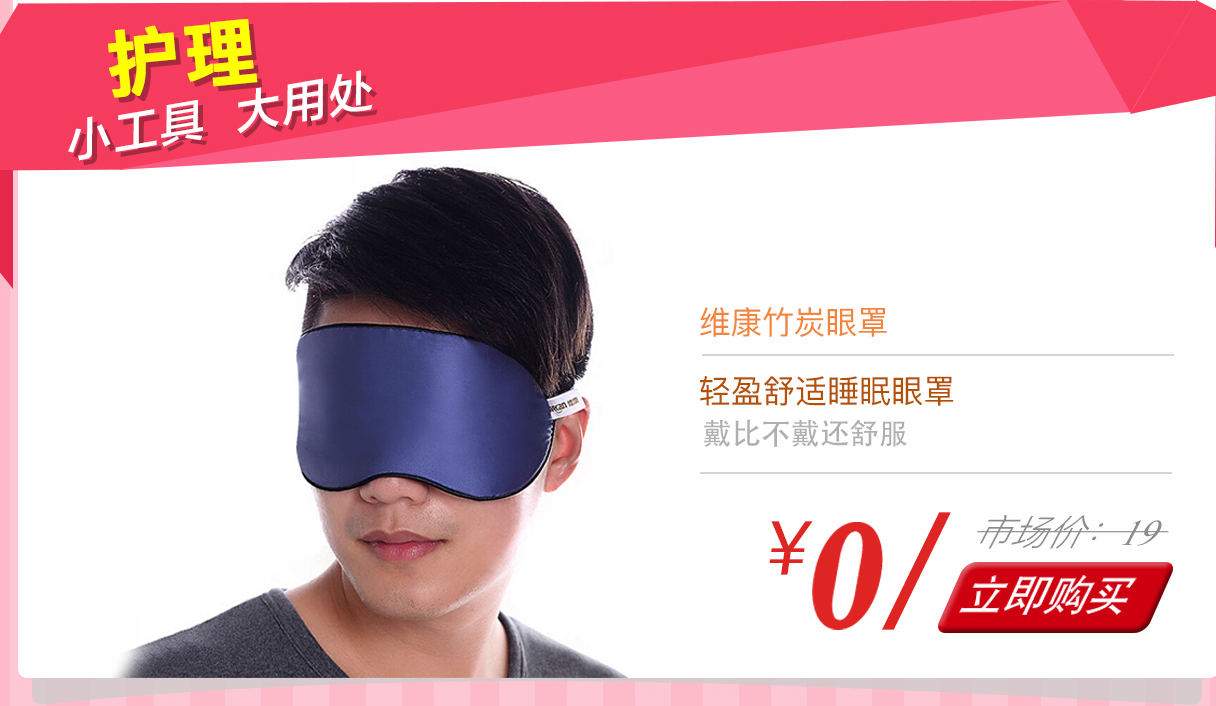 护理
小工具 大用处
维康竹炭眼罩
轻盈舒适睡眠眼罩
戴比不戴还舒服
¥0/
市场价：19
立即购买